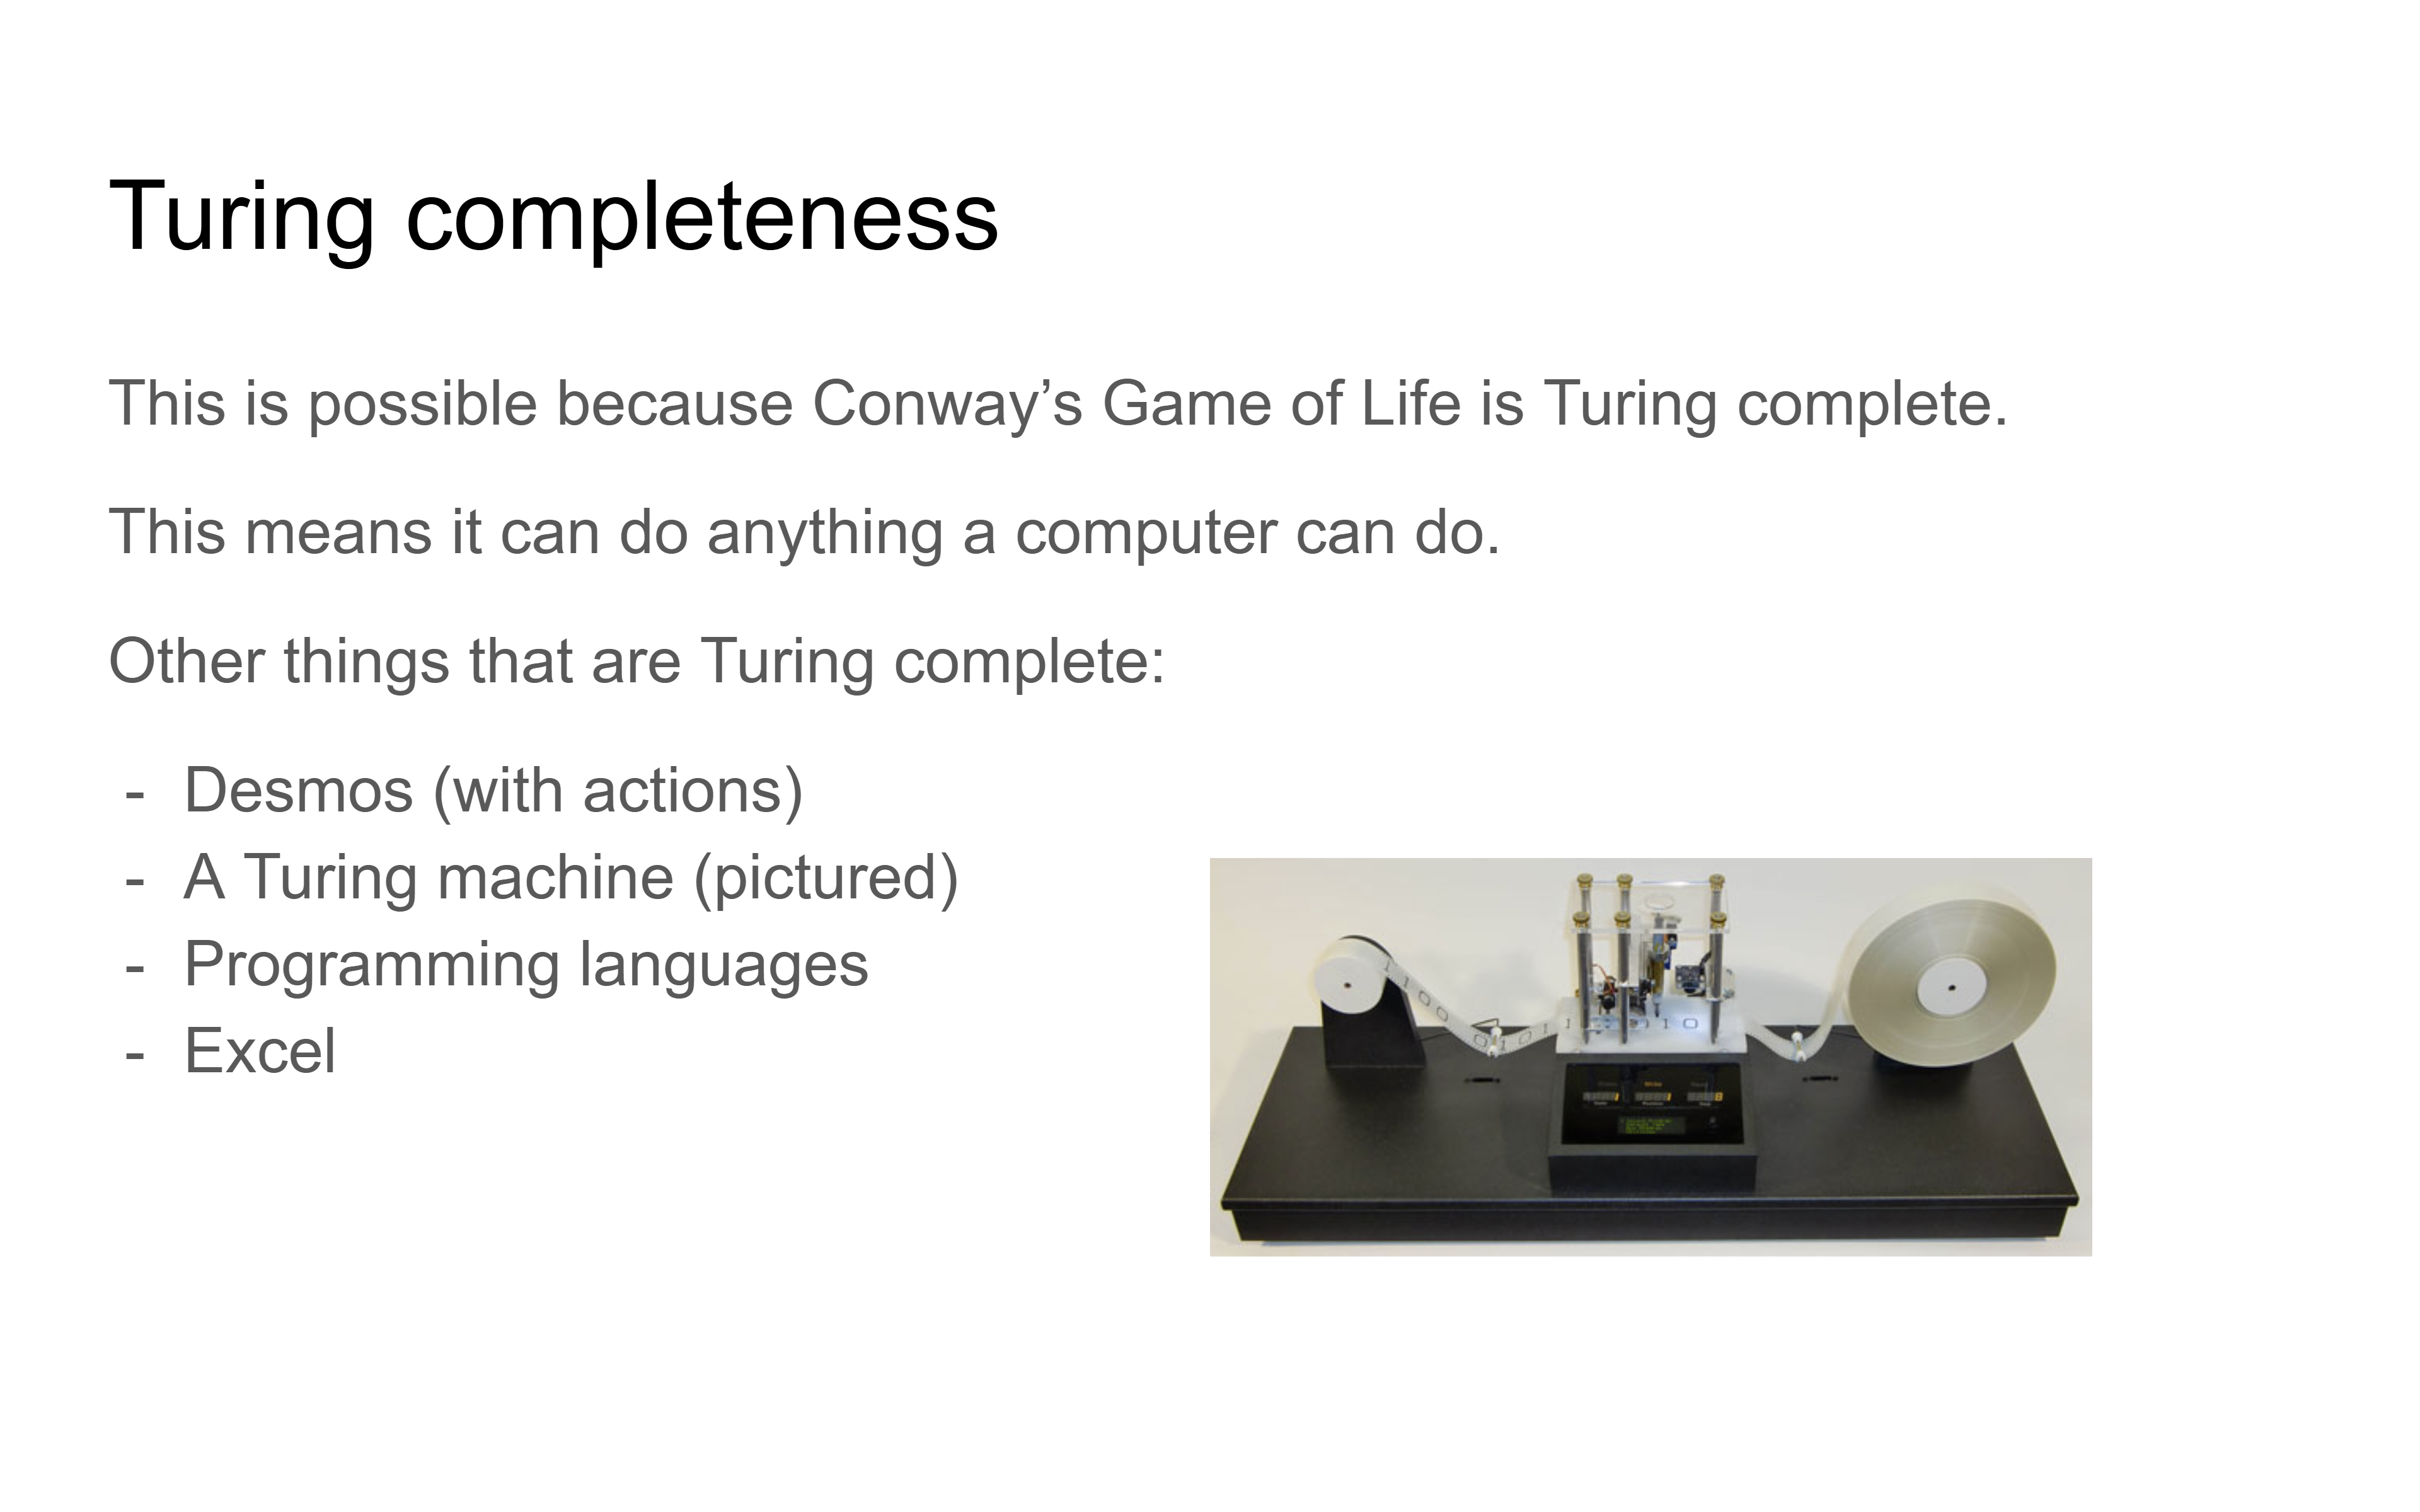 Turing completeness
This is possible because Conway’s Game of Life is Turing complete.
This means it can do anything a computer can do.
Other things that are Turing complete:
- Desmos (with actions)
- A Turing machine (pictured)
- Programming languages
- Excel